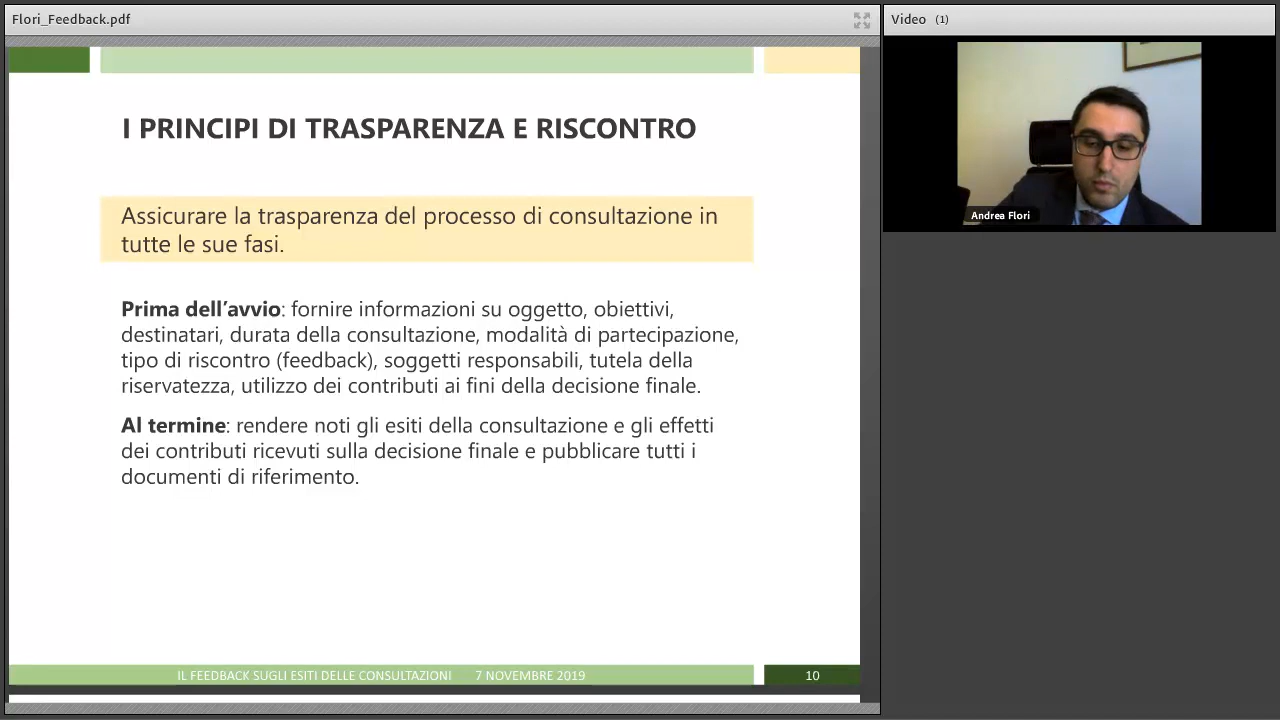 Flori_Feedback.pdf
Video (1)
I PRINCIPI DI TRASPARENZA E RISCONTRO
Assicurare la trasparenza del processo di consultazione in
tutte le sue fasi.
Prima dell’avvio: fornire informazioni su oggetto, obiettivi,
destinatari, durata della consultazione, modalità di partecipazione,
tipo di riscontro (feedback), soggetti responsabili, tutela della
riservatezza, utilizzo dei contributi ai fini della decisione finale.
Al termine: rendere noti gli esiti della consultazione e gli effetti
dei contributi ricevuti sulla decisione finale e pubblicare tutti i
documenti di riferimento.
IL FEEDBACK SUGLI ESITI DELLE CONSULTAZIONI 7 NOVEMBRE 2019
10
Andrea Flori